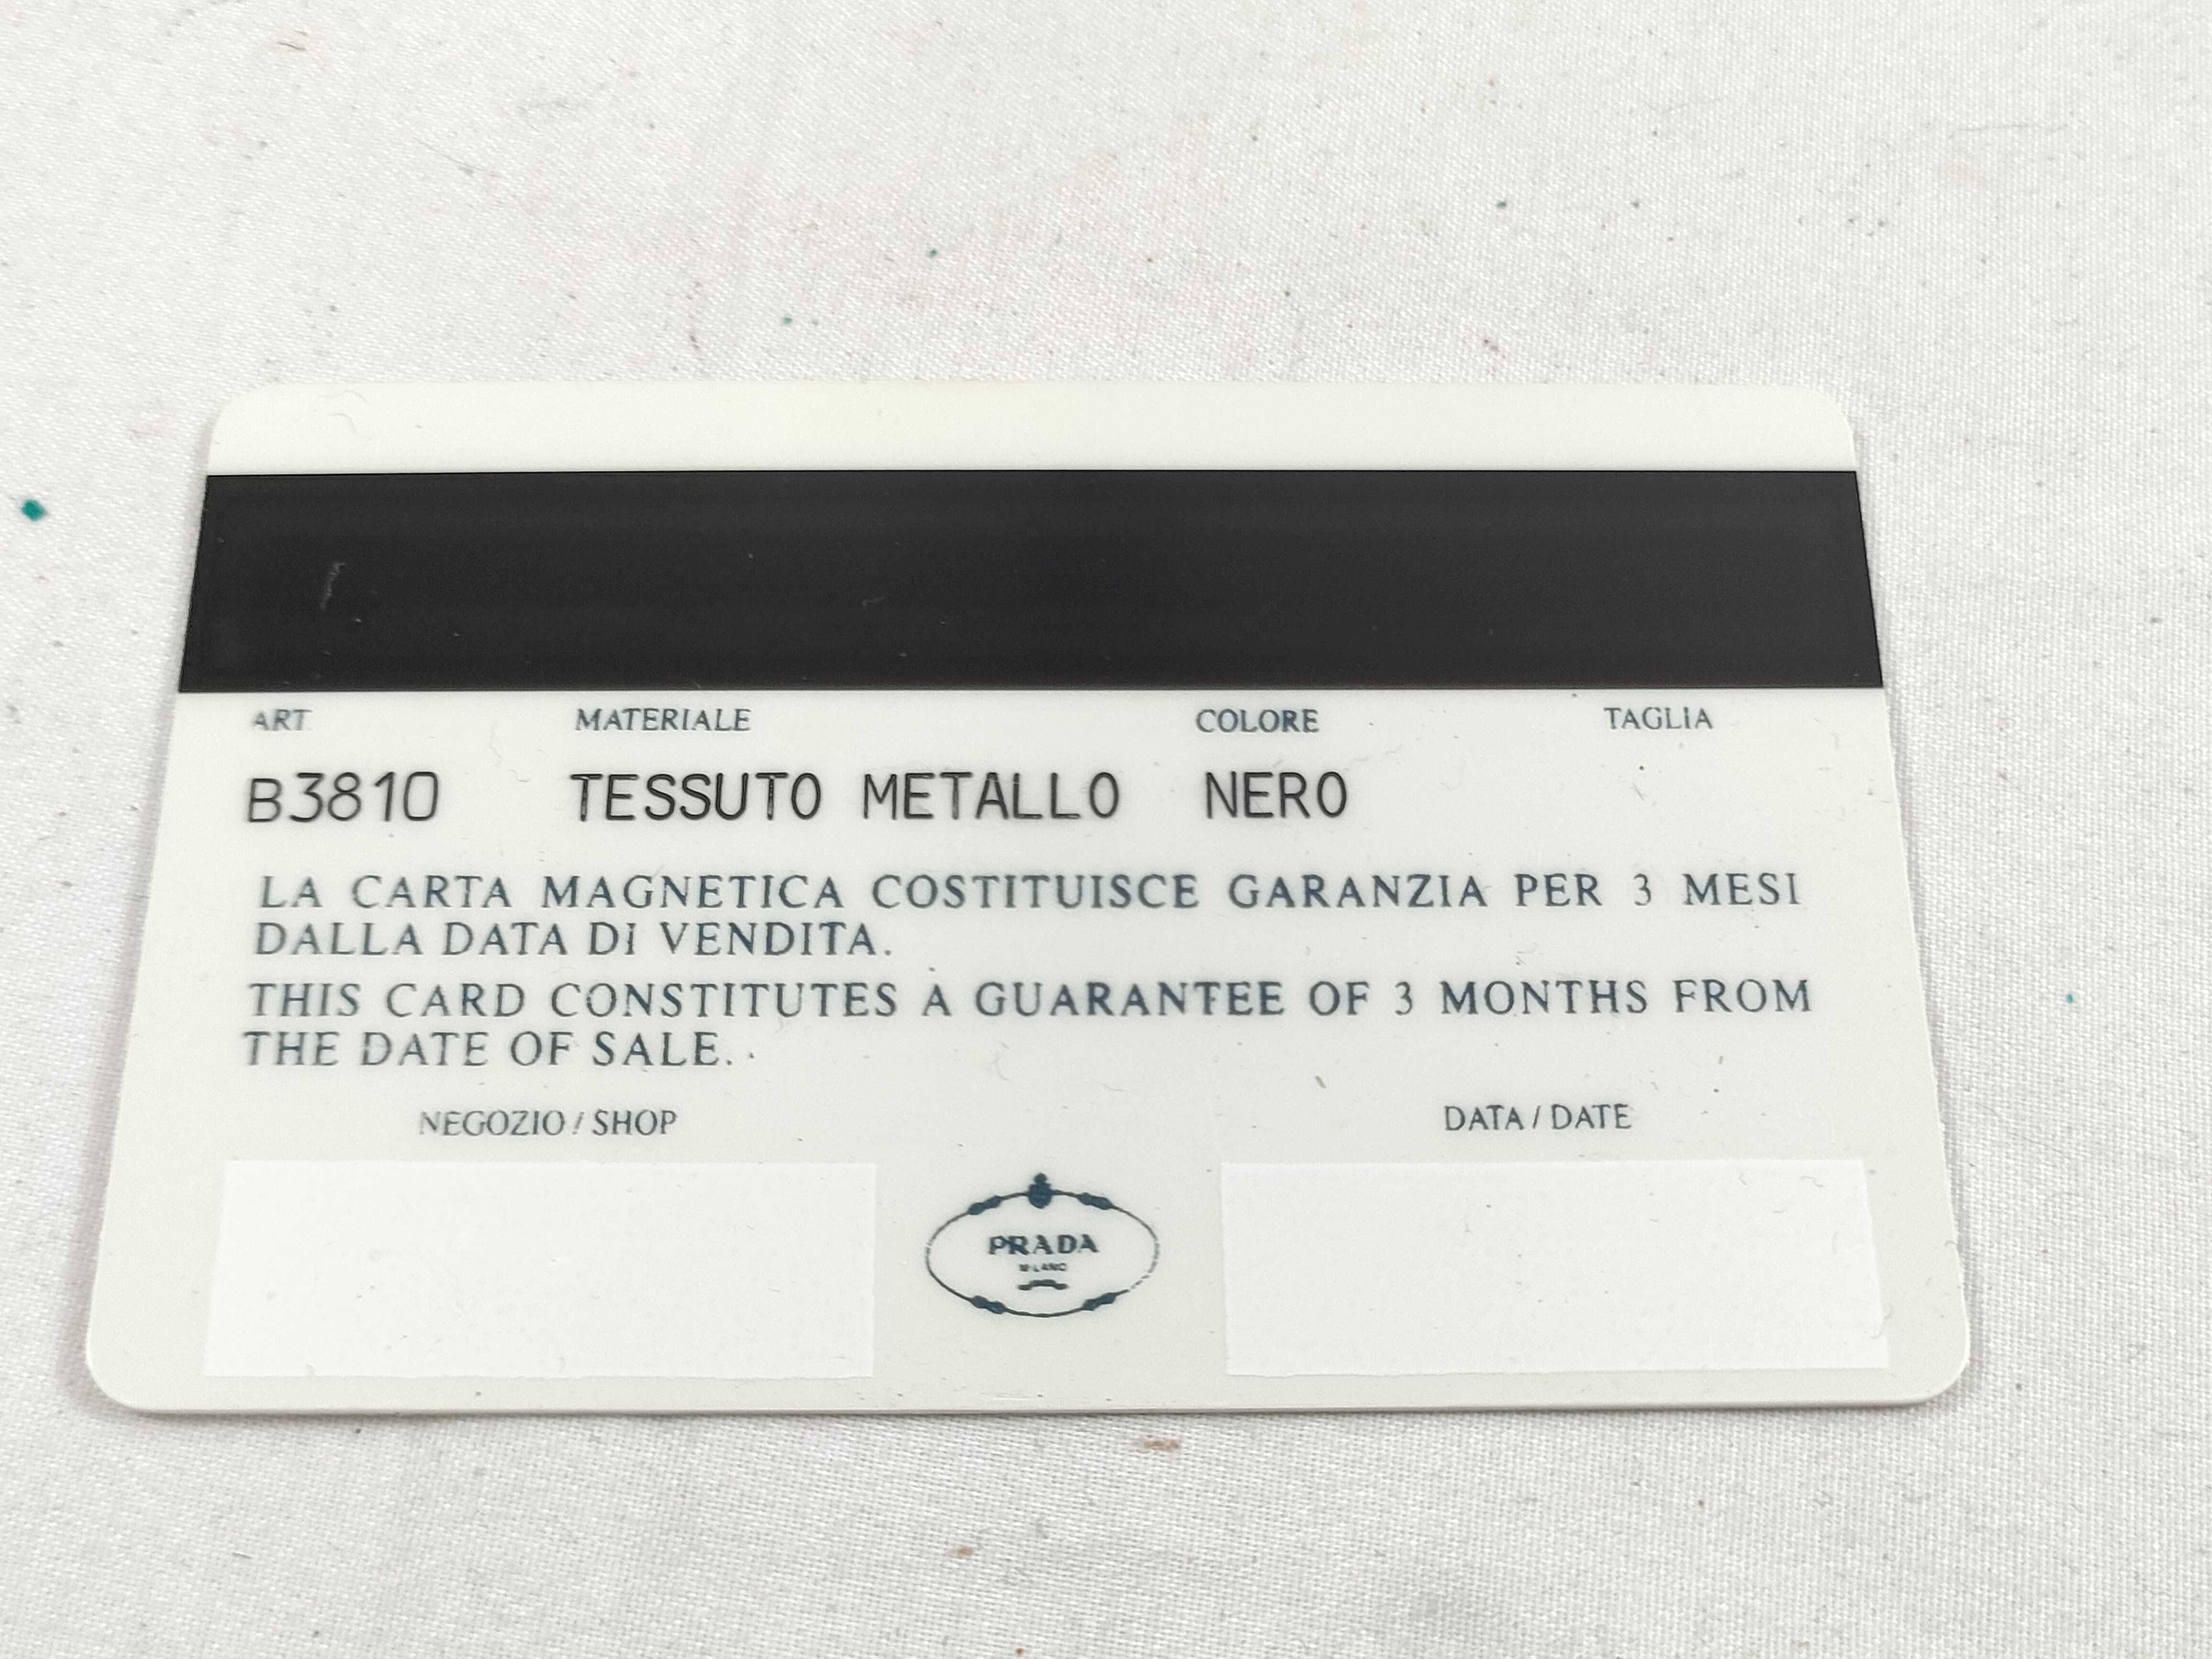 ART. MATERIALE COLORE TAGLIA
B3810 TESSUTO METALLO NERO
LA CARTA MAGNETICA COSTITUISCE GARANZIA PER 3 MESI
DALLA DATA DI VENDITA.
THIS CARD CONSTITUTES A GUARANTEE OF 3 MONTHS FROM
THE DATE OF SALE.
NEGOZIO / SHOP DATA / DATE
PRADA
MILANO